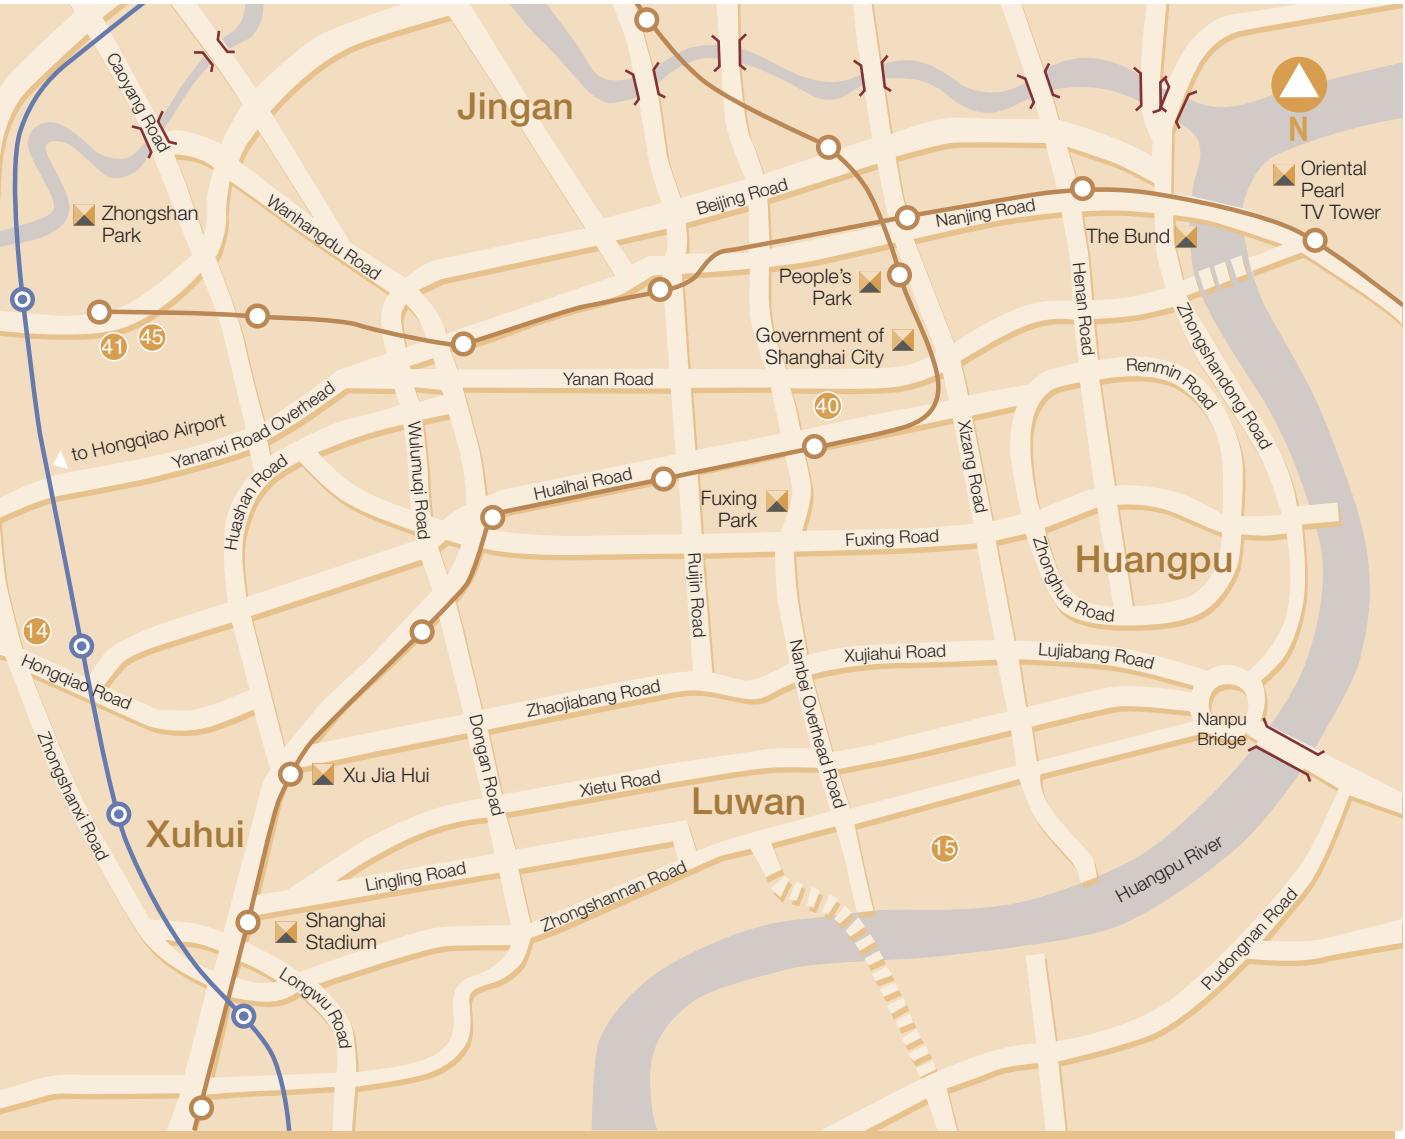 Caoyang Road
Jingan
N
Oriental
Pearl
TV Tower
Beijing Road
Zhongshan
Park
Wanhangdu Road
Nanjing Road
The Bund
People's
Park
Henan Road
Zhongshandong Road
Government of
Shanghai City
41
45
Yanan Road
Renmin Road
40
to Hongqiao Airport
Yananxi Road Overhead
Wulumuqi Road
Xizang Road
Huashan Road
Huaihai Road
Fuxing
Park
Fuxing Road
Huangpu
Ruijin Road
Zhonghua Road
14
Hongqiao Road
Nanbei Overhead Road
Xujiahui Road
Lujiabang Road
Zhaojiabang Road
Dongan Road
Nanpu
Bridge
Zhongshanxi Road
Xu Jia Hui
Xietu Road
Luwan
Xuhui
15
Lingling Road
Zhongshannan Road
Huangpu River
Shanghai
Stadium
Longwu Road
Pudongnan Road